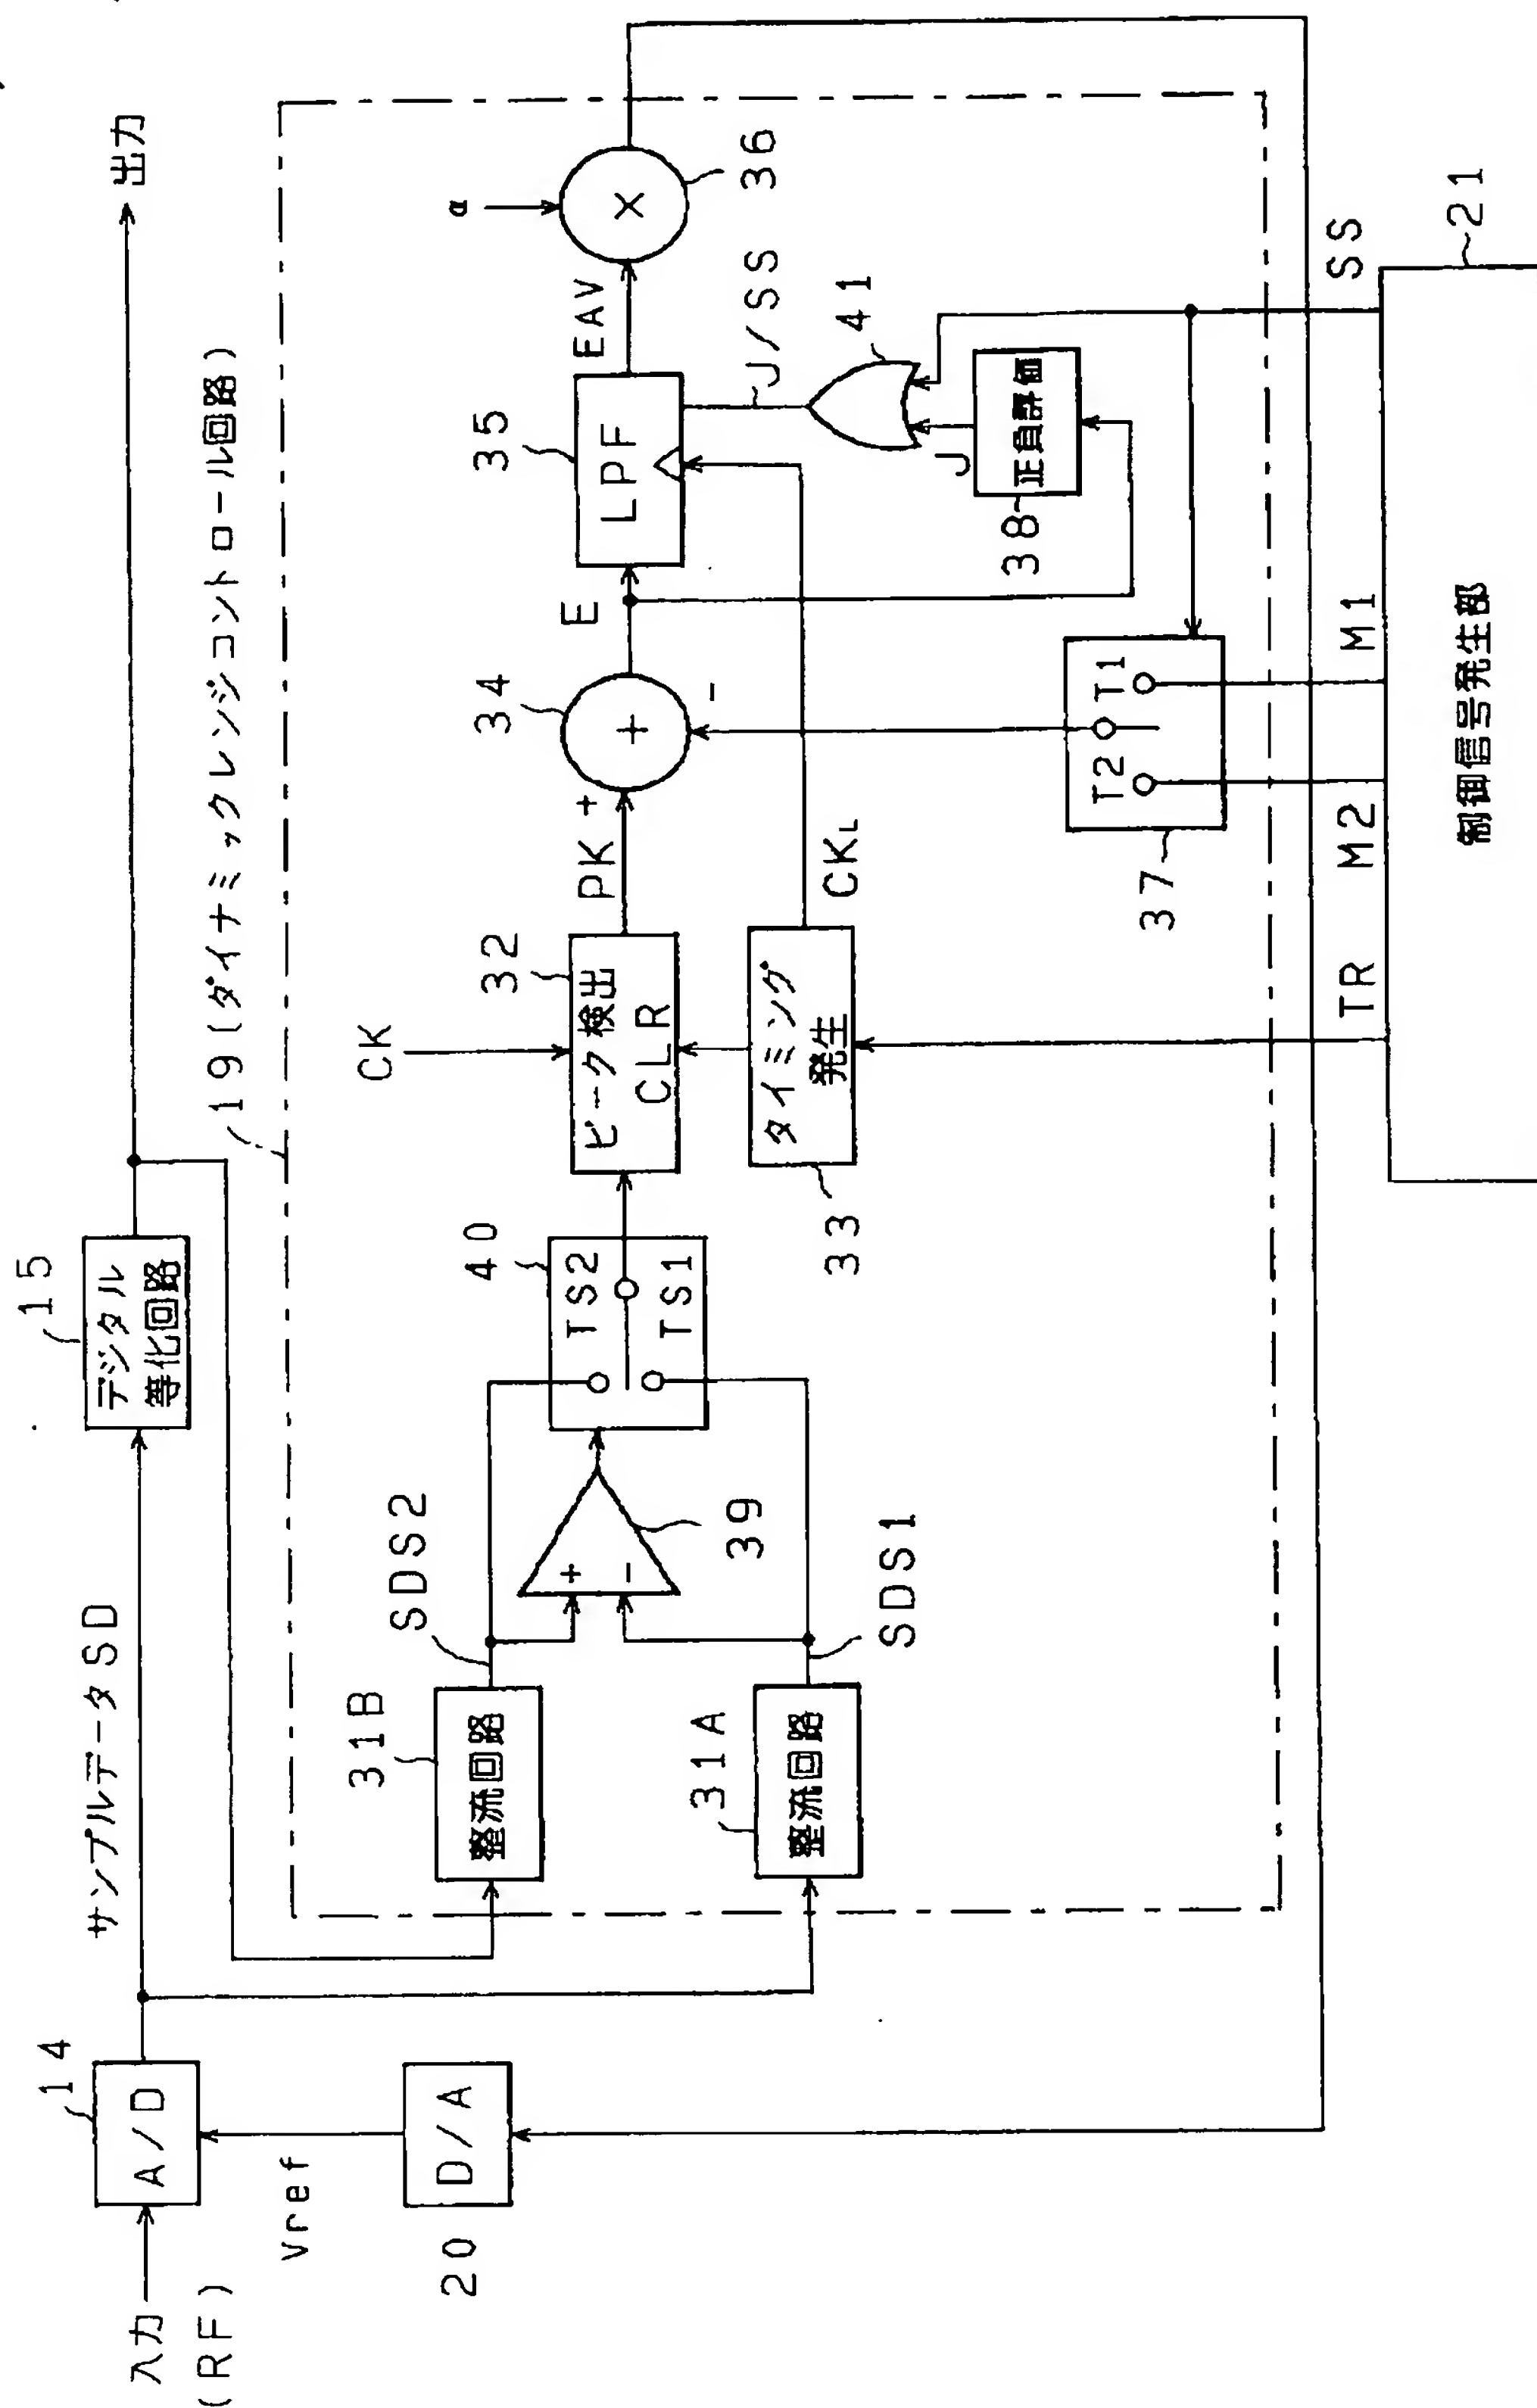 入力
(RF)
14
A/D
Vref
20
D/A
サンプルデータSD
15
デジタル
等化回路
出力
19(ダイナミックレンジコントロール回路)
31B
整流回路
SDS2
31A
整流回路
SDS1
+
-
39
40
TS2
TS1
CK
32
ピーク検出
CLR
33
タイミング
発生
CKL
PK
+
34
+
-
E
35
LPF
EAV
α
×
36
J/SS
41
J
38
正負評価
37
T2
T1
TR
M2
M1
SS
21
制御信号発生部